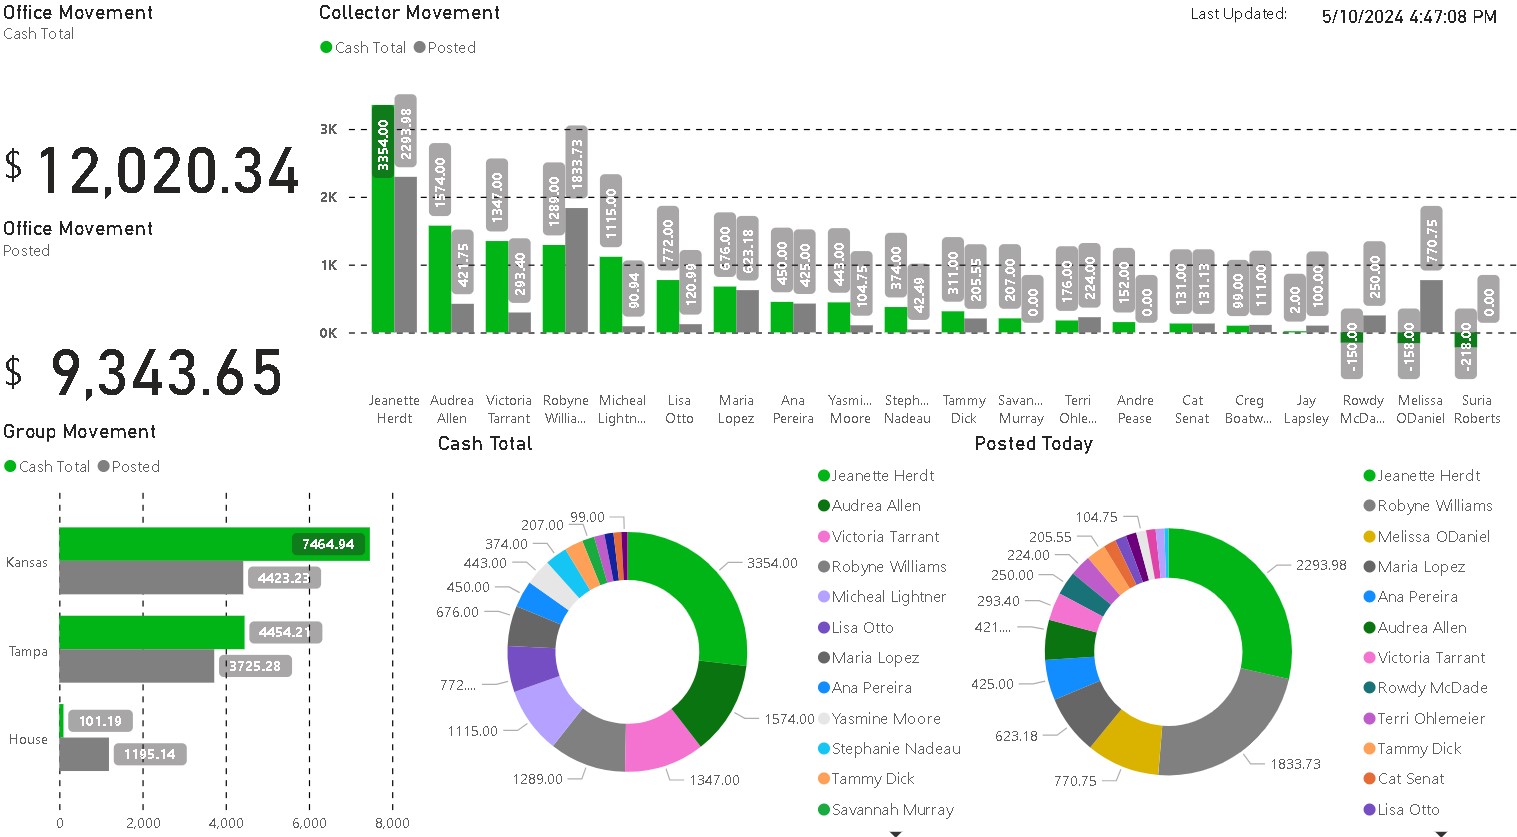 Office Movement
Cash Total
$ 12,020.34
Office Movement
Posted
$ 9,343.65
Collector Movement
Last Updated: 5/10/2024 4:47:08 PM
Cash Total Posted
3K
2K
1K
0K
3354.00 2293.98
1574.00 421.75
1347.00 293.40
1289.00 1833.73
1115.00 90.94
772.00 120.99
676.00 623.18
450.00 425.00
443.00 104.75
374.00 42.49
311.00 205.55
207.00 0.00
176.00 224.00
152.00 0.00
131.00 131.13
99.00 111.00
2.00 100.00
-150.00 250.00
-158.00 770.75
-218.00 0.00
Jeanette Herdt
Audrea Allen
Victoria Tarrant
Robyne Willia...
Micheal Lightn...
Lisa Otto
Maria Lopez
Ana Pereira
Yasmi... Moore
Steph... Nadeau
Tammy Dick
Savan... Murray
Terri Ohle...
Andre Pease
Cat Senat
Creg Boatw...
Jay Lapsley
Rowdy McDa...
Melissa ODaniel
Suria Roberts
Group Movement
Cash Total Posted
Kansas
7464.94
4423.23
Tampa
4454.21
3725.28
House
101.19
1195.14
0 2,000 4,000 6,000 8,000
Cash Total
3354.00
1574.00
1347.00
1289.00
1115.00
772....
676.00
450.00
443.00
374.00
207.00
99.00
Jeanette Herdt
Audrea Allen
Victoria Tarrant
Robyne Williams
Micheal Lightner
Lisa Otto
Maria Lopez
Ana Pereira
Yasmine Moore
Stephanie Nadeau
Tammy Dick
Savannah Murray
Posted Today
2293.98
1833.73
770.75
623.18
425.00
421....
293.40
250.00
224.00
205.55
104.75
Jeanette Herdt
Robyne Williams
Melissa ODaniel
Maria Lopez
Ana Pereira
Audrea Allen
Victoria Tarrant
Rowdy McDade
Terri Ohlemeier
Tammy Dick
Cat Senat
Lisa Otto